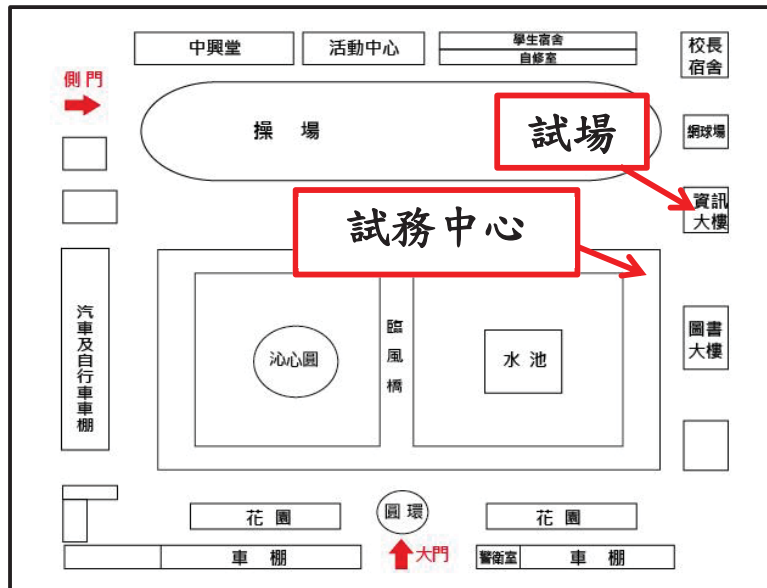 中興堂
活動中心
學生宿舍
自修室
校長
宿舍
側門
操場
試場
網球場
資訊
大樓
試務中心
汽車及自行車車棚
沁心圓
臨風橋
水池
圖書
大樓
花園
圓環
花園
車棚
大門
警衛室
車棚